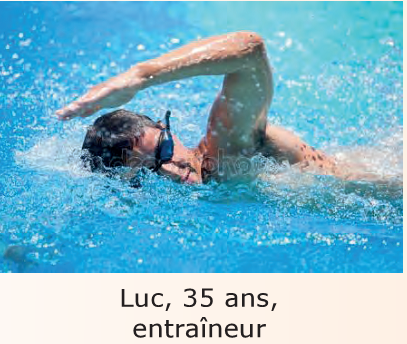 Luc, 35 ans,
entraîneur